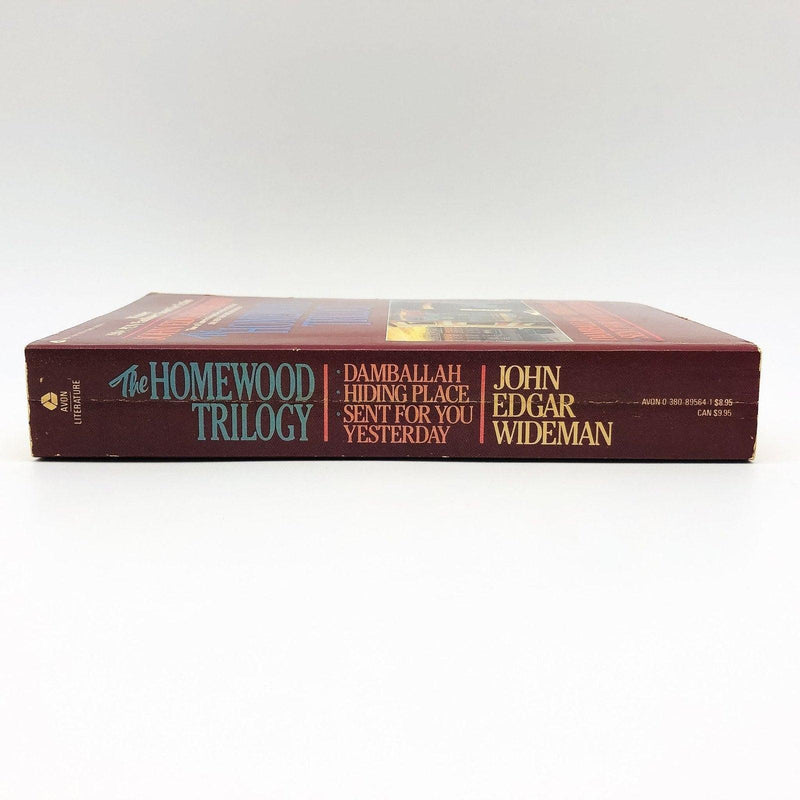 AVON
LITERATURE
The HOMEWOOD
TRILOGY
· DAMBALLAH
· HIDING PLACE
· SENT FOR YOU
YESTERDAY
JOHN
EDGAR
WIDEMAN
AVON 0-380-89564-1 $8.95
CAN $9.95